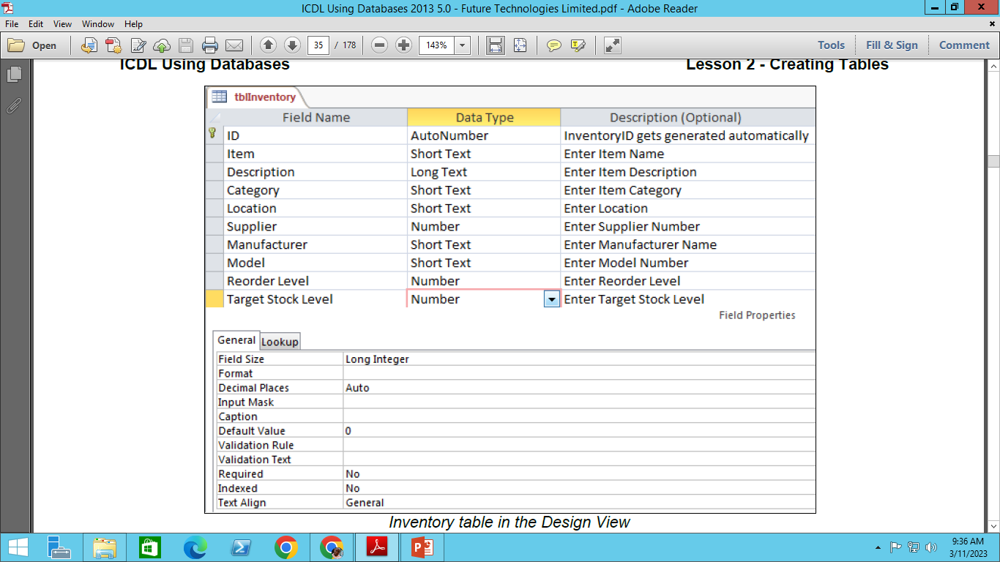 ICDL Using Databases 2013 5.0 - Future Technologies Limited.pdf - Adobe Reader
File Edit View Window Help
Open 35 / 178 143% Tools Fill & Sign Comment
ICDL Using Databases Lesson 2 - Creating Tables
tblInventory
Field Name Data Type Description (Optional)
ID AutoNumber InventoryID gets generated automatically
Item Short Text Enter Item Name
Description Long Text Enter Item Description
Category Short Text Enter Item Category
Location Short Text Enter Location
Supplier Number Enter Supplier Number
Manufacturer Short Text Enter Manufacturer Name
Model Short Text Enter Model Number
Reorder Level Number Enter Reorder Level
Target Stock Level Number Enter Target Stock Level
Field Properties
General Lookup
Field Size Long Integer
Format
Decimal Places Auto
Input Mask
Caption
Default Value 0
Validation Rule
Validation Text
Required No
Indexed No
Text Align General
Inventory table in the Design View
9:36 AM
3/11/2023